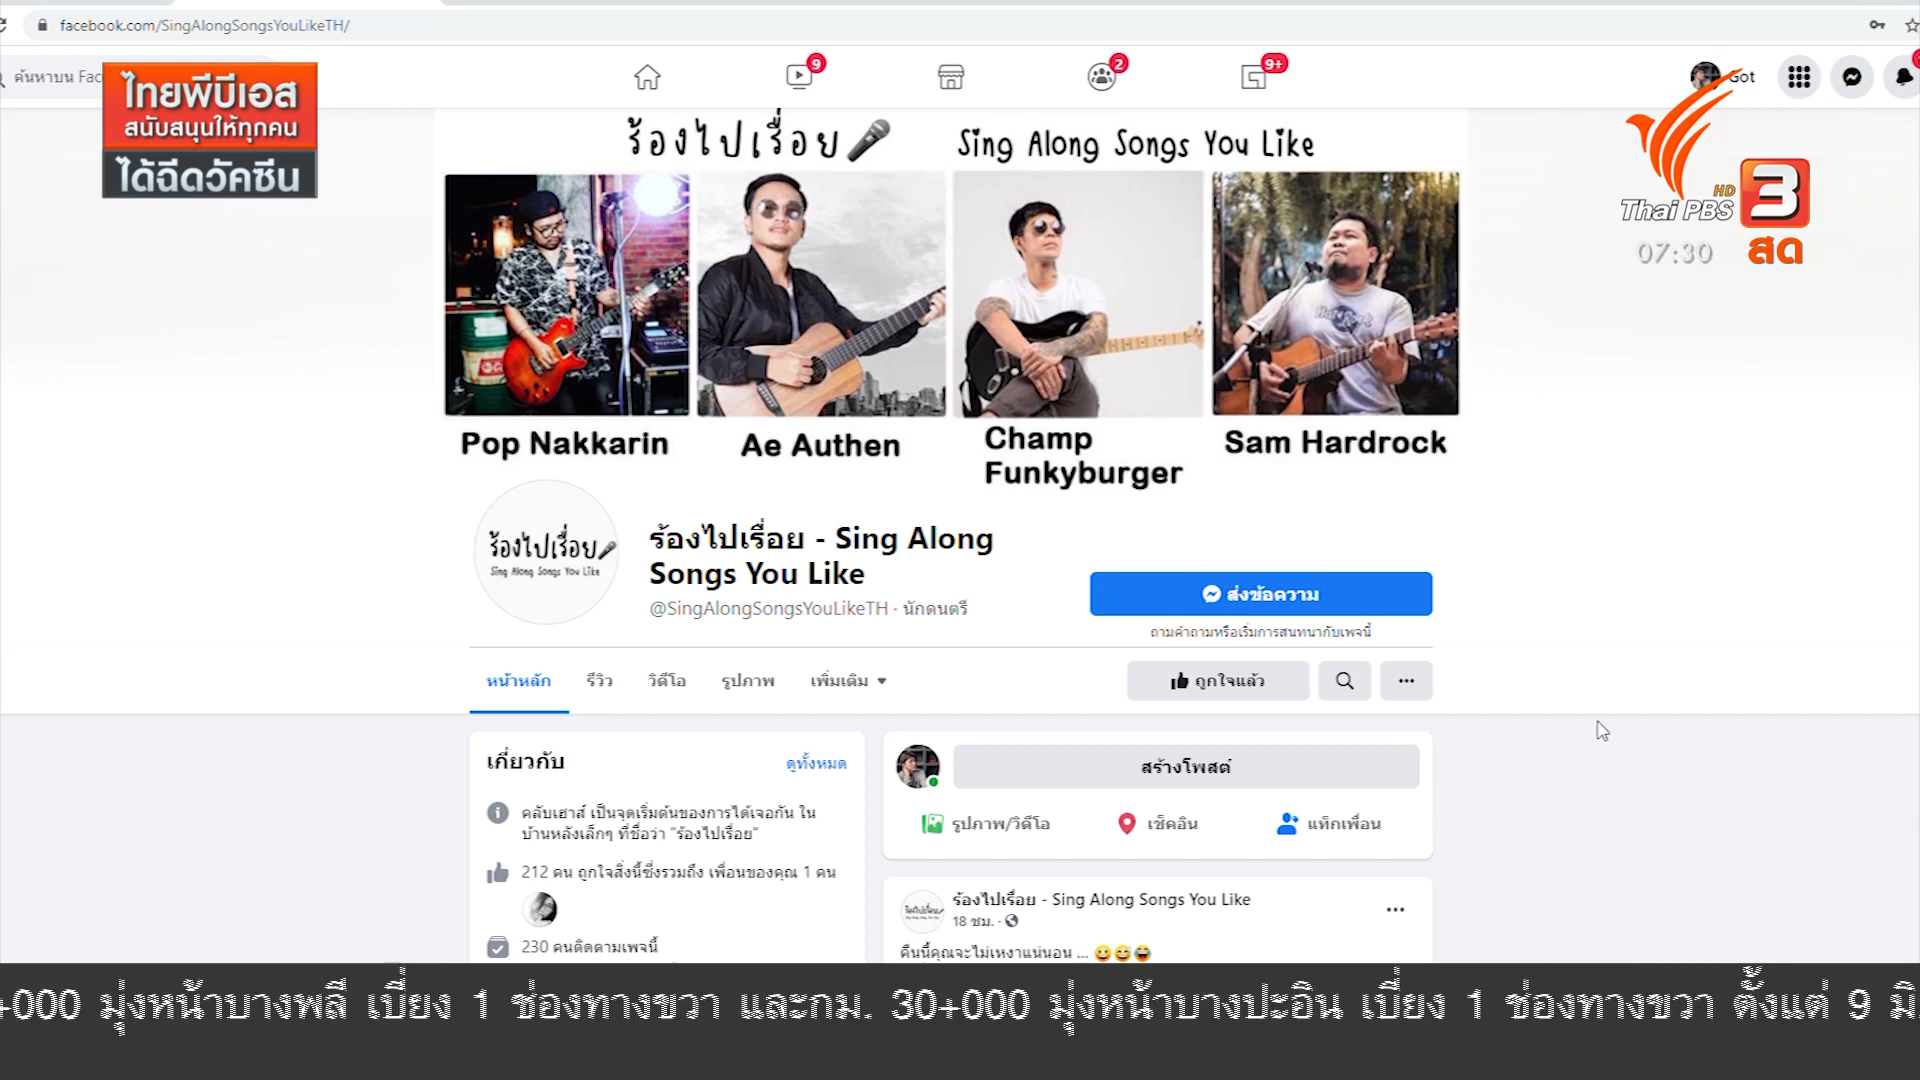 facebook.com/SingAlongSongsYouLikeTH/
ค้นหาบน Fac
ไทยพีบีเอส
สนับสนุนให้ทุกคน
ได้ฉีดวัคซีน
9
2
9+
Got
ร้องไปเรื่อย
Sing Along Songs You Like
HD
Thai PBS
3
07:30
สด
Pop Nakkarin
Ae Authen
Champ
Funkyburger
Sam Hardrock
ร้องไปเรื่อย
Sing Along Songs You Like
ร้องไปเรื่อย - Sing Along
Songs You Like
@SingAlongSongsYouLikeTH · นักดนตรี
ส่งข้อความ
ถามคำถามหรือเริ่มการสนทนากับเพจนี้
หน้าหลัก
รีวิว
วิดีโอ
รูปภาพ
เพิ่มเติม
ถูกใจแล้ว
เกี่ยวกับ
ดูทั้งหมด
คลับเฮาส์ เป็นจุดเริ่มต้นของการได้เจอกัน ใน
บ้านหลังเล็กๆ ที่ชื่อว่า "ร้องไปเรื่อย"
212 คน ถูกใจสิ่งนี้ซึ่งรวมถึง เพื่อนของคุณ 1 คน
230 คนติดตามเพจนี้
สร้างโพสต์
รูปภาพ/วิดีโอ
เช็คอิน
แท็กเพื่อน
ร้องไปเรื่อย - Sing Along Songs You Like
18 ชม. ·
คืนนี้คุณจะไม่เหงาแน่นอน ... 😀😅😂
+000 มุ่งหน้าบางพลี เบี่ยง 1 ช่องทางขวา และกม. 30+000 มุ่งหน้าบางปะอิน เบี่ยง 1 ช่องทางขวา ตั้งแต่ 9 มิ.